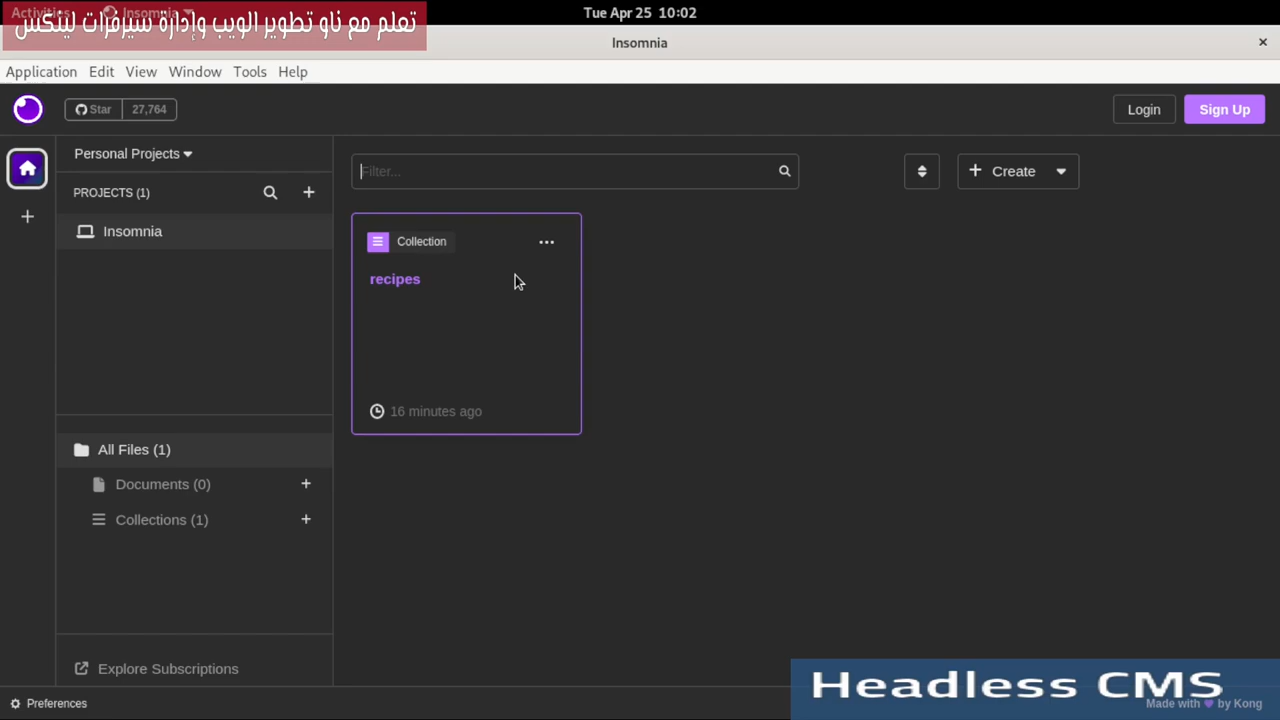 Activities Insomnia
Tue Apr 25 10:02
تعلم مع ناو تطوير الويب وإدارة سيرفرات لينكس
Insomnia
Application Edit View Window Tools Help
Star 27,764
Login Sign Up
Personal Projects
Filter...
Create
PROJECTS (1)
Insomnia
Collection
recipes
16 minutes ago
All Files (1)
Documents (0)
Collections (1)
Explore Subscriptions
Headless CMS
Preferences
Made with 💜 by Kong